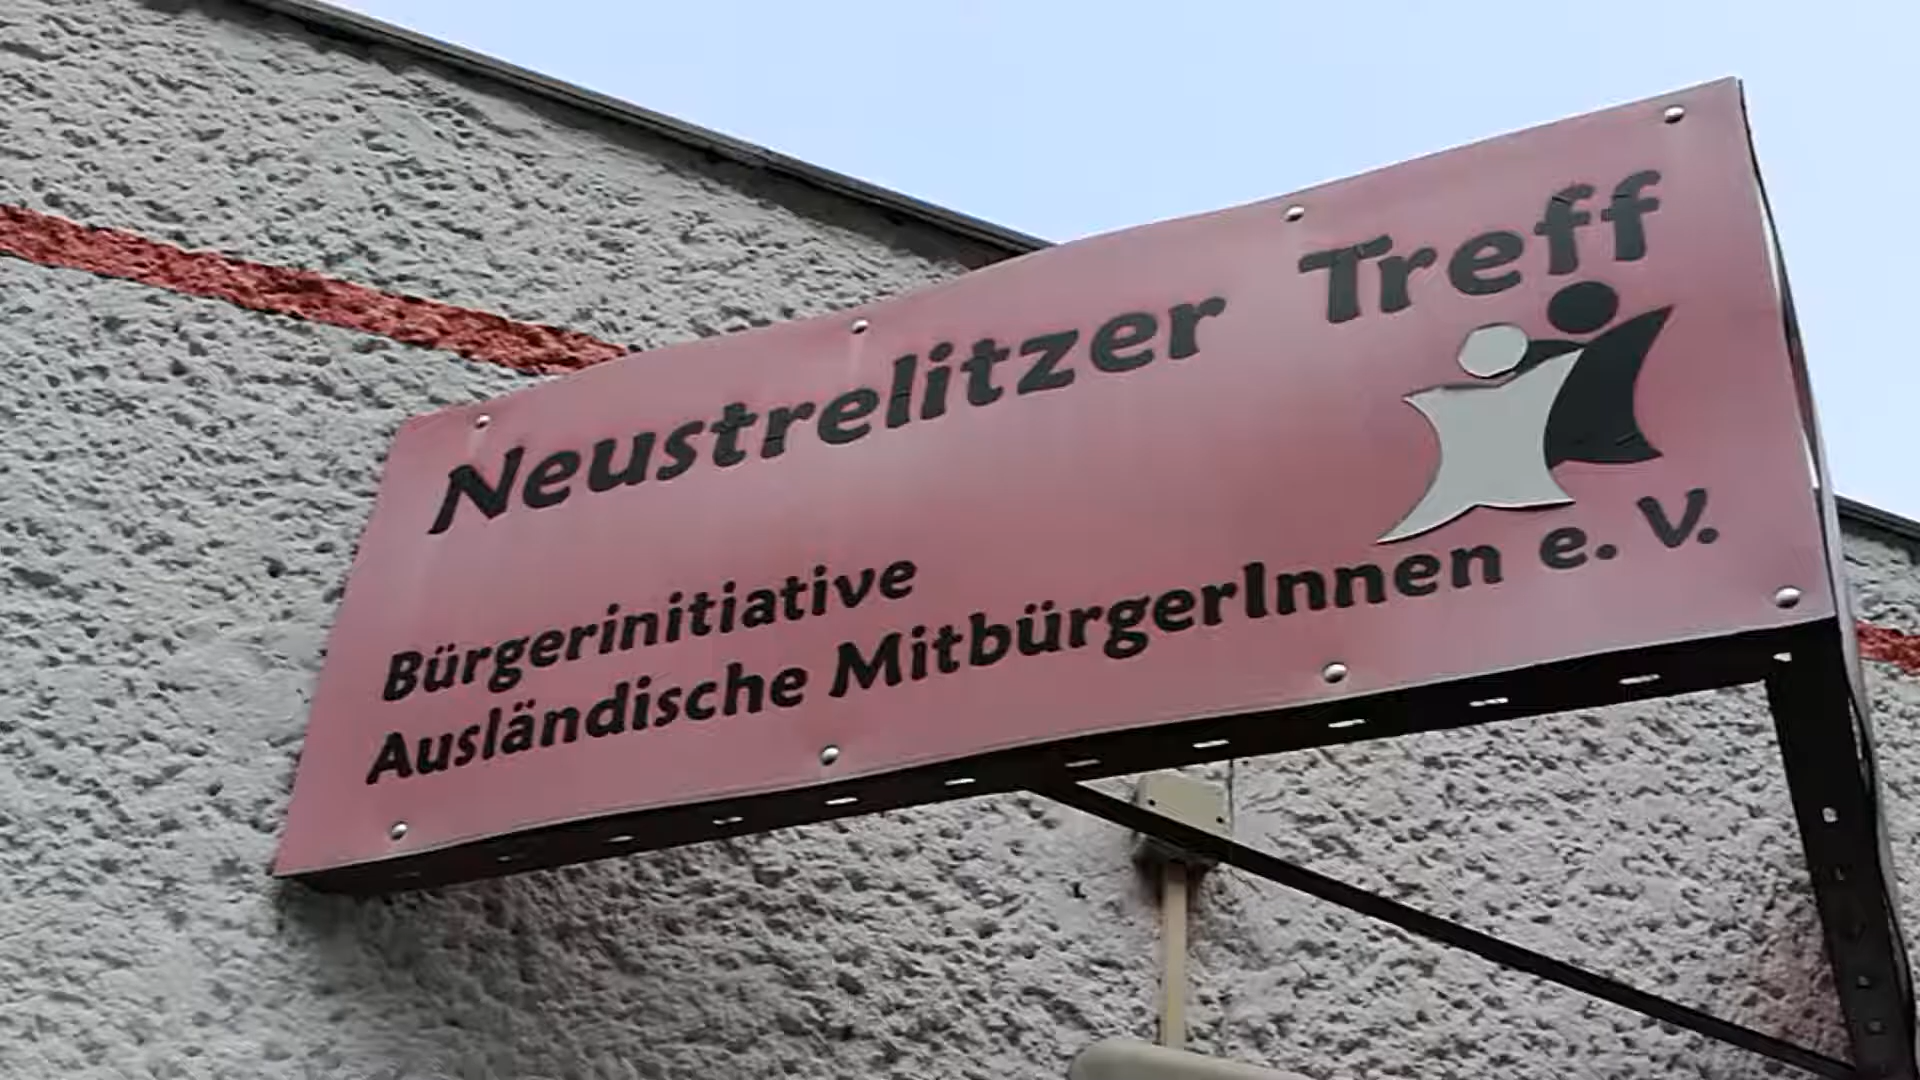 Neustrelitzer Treff
Bürgerinitiative
Ausländische MitbürgerInnen e. V.